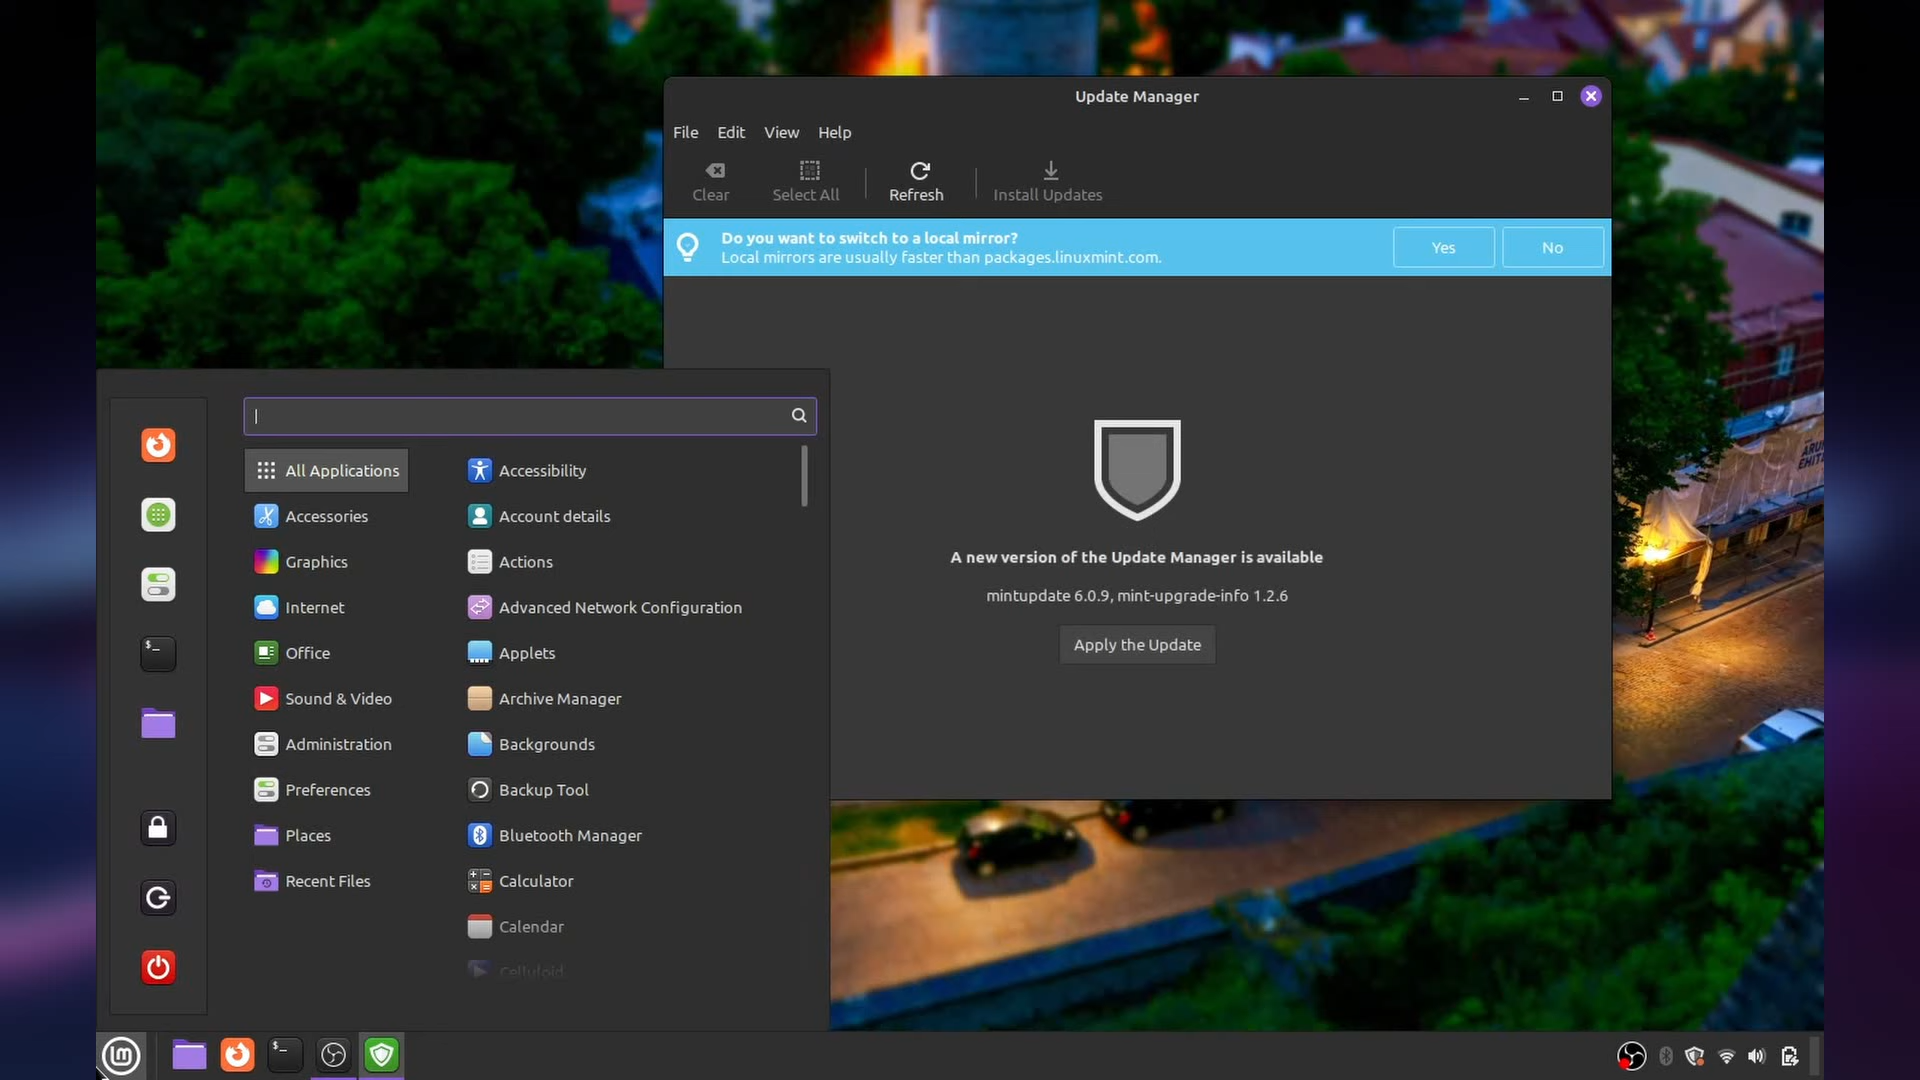 Update Manager
File Edit View Help
Clear Select All Refresh Install Updates
Do you want to switch to a local mirror?
Local mirrors are usually faster than packages.linuxmint.com.
Yes No
A new version of the Update Manager is available
mintupdate 6.0.9, mint-upgrade-info 1.2.6
Apply the Update
All Applications
Accessories
Graphics
Internet
Office
Sound & Video
Administration
Preferences
Places
Recent Files
Accessibility
Account details
Actions
Advanced Network Configuration
Applets
Archive Manager
Backgrounds
Backup Tool
Bluetooth Manager
Calculator
Calendar
Celluloid